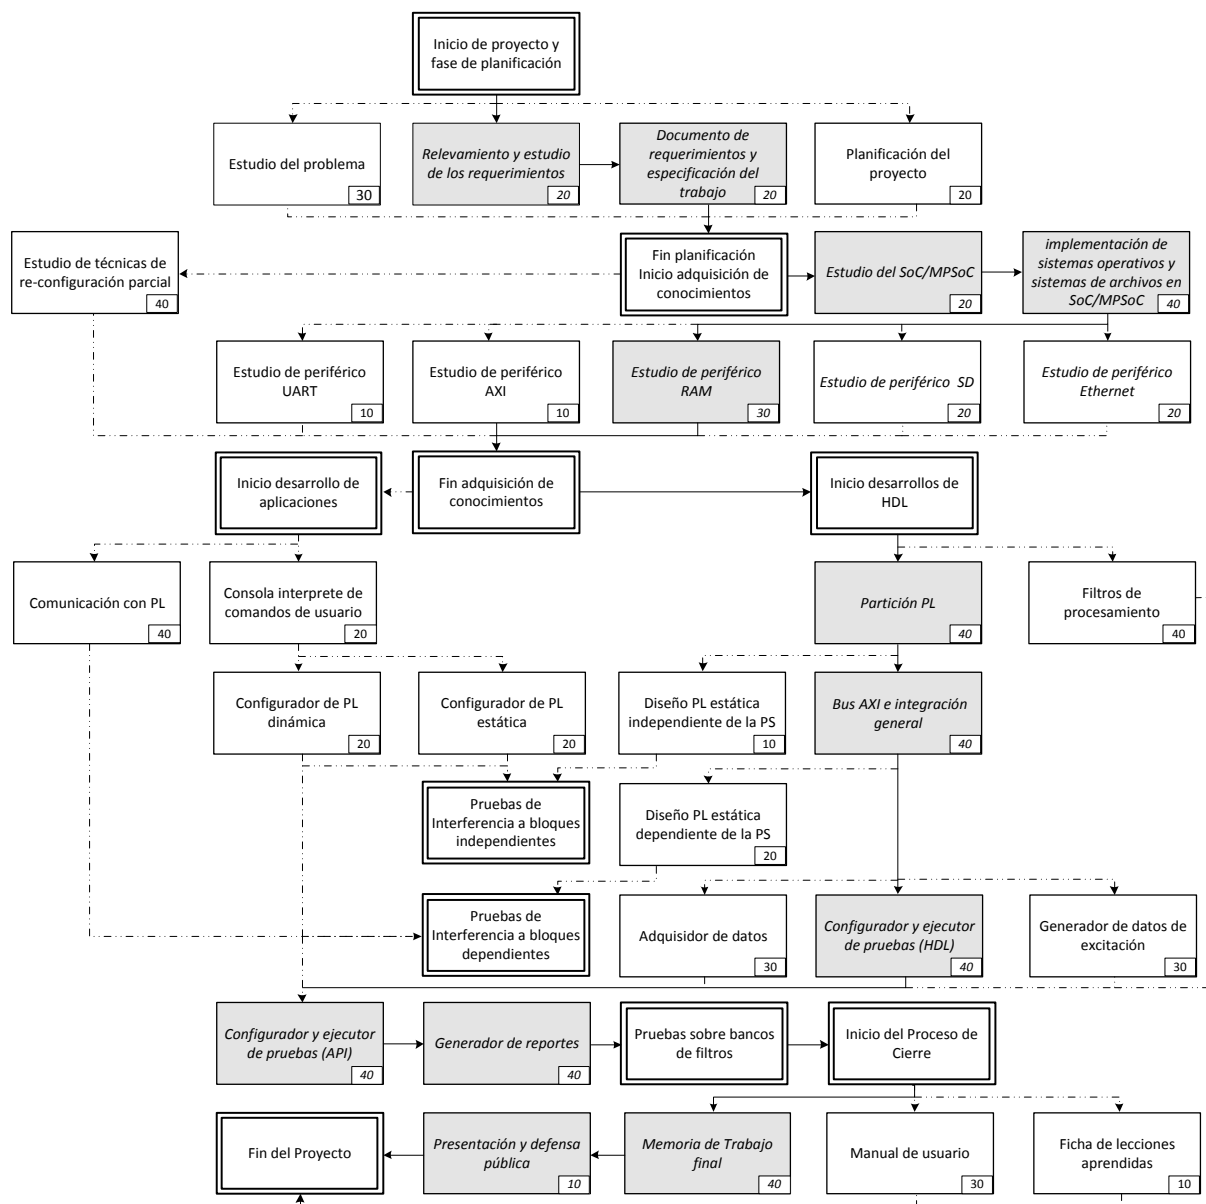 Inicio de proyecto y
fase de planificación
Estudio del problema
30
Relevamiento y estudio
de los requerimientos
20
Documento de
requerimientos y
especificación del
trabajo
20
Planificación del
proyecto
20
Estudio de técnicas de
re-configuración parcial
40
Fin planificación
Inicio adquisición de
conocimientos
Estudio del SoC/MPSoC
20
implementación de
sistemas operativos y
sistemas de archivos en
SoC/MPSoC
40
Estudio de periférico
UART
10
Estudio de periférico
AXI
10
Estudio de periférico
RAM
30
Estudio de periférico SD
20
Estudio de periférico
Ethernet
20
Inicio desarrollo de
aplicaciones
Fin adquisición de
conocimientos
Inicio desarrollos de
HDL
Comunicación con PL
40
Consola interprete de
comandos de usuario
20
Partición PL
40
Filtros de
procesamiento
40
Configurador de PL
dinámica
20
Configurador de PL
estática
20
Diseño PL estática
independiente de la PS
10
Bus AXI e integración
general
40
Pruebas de
Interferencia a bloques
independientes
Diseño PL estática
dependiente de la PS
20
Pruebas de
Interferencia a bloques
dependientes
Adquisidor de datos
30
Configurador y ejecutor
de pruebas (HDL)
40
Generador de datos de
excitación
30
Configurador y ejecutor
de pruebas (API)
40
Generador de reportes
40
Pruebas sobre bancos
de filtros
Inicio del Proceso de
Cierre
Fin del Proyecto
Presentación y defensa
pública
10
Memoria de Trabajo
final
40
Manual de usuario
30
Ficha de lecciones
aprendidas
10